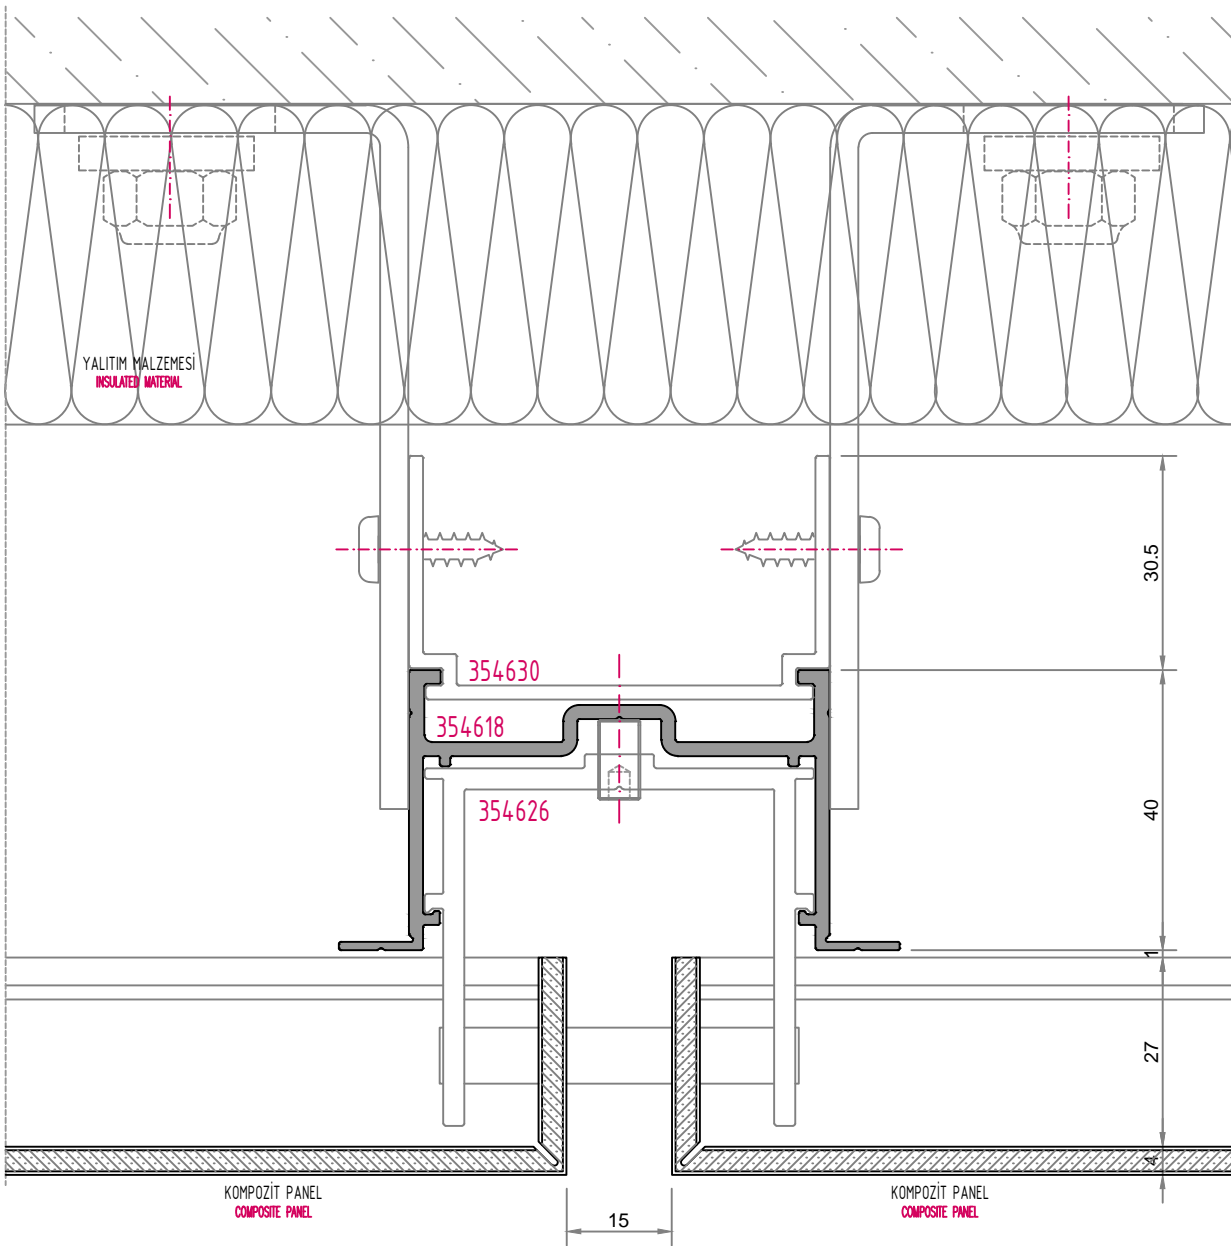 YALITIM MALZEMESİ
INSULATED MATERIAL
30.5
354630
354618
40
354626
1
27
4
KOMPOZİT PANEL
COMPOSITE PANEL
KOMPOZİT PANEL
COMPOSITE PANEL
15